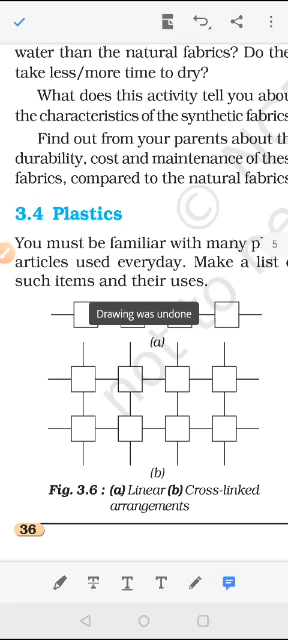 water than the natural fabrics? Do the
take less/more time to dry?
What does this activity tell you abou
the characteristics of the synthetic fabrics
Find out from your parents about th
durability, cost and maintenance of thes
fabrics, compared to the natural fabrics
3.4 Plastics
You must be familiar with many p
5
articles used everyday. Make a list
such items and their uses.
Drawing was undone
(a)
(b)
Fig. 3.6 : (a) Linear (b) Cross-linked
arrangements
36
T T T